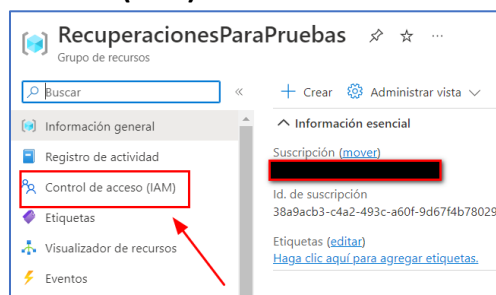 RecuperacionesParaPruebas
Grupo de recursos
Buscar
Crear Administrar vista
Información general
Información esencial
Registro de actividad
Suscripción (mover)
Control de acceso (IAM)
Id. de suscripción
38a9acb3-c4a2-493c-a60f-9d67f4b78029
Etiquetas
Visualizador de recursos
Etiquetas (editar)
Haga clic aquí para agregar etiquetas.
Eventos